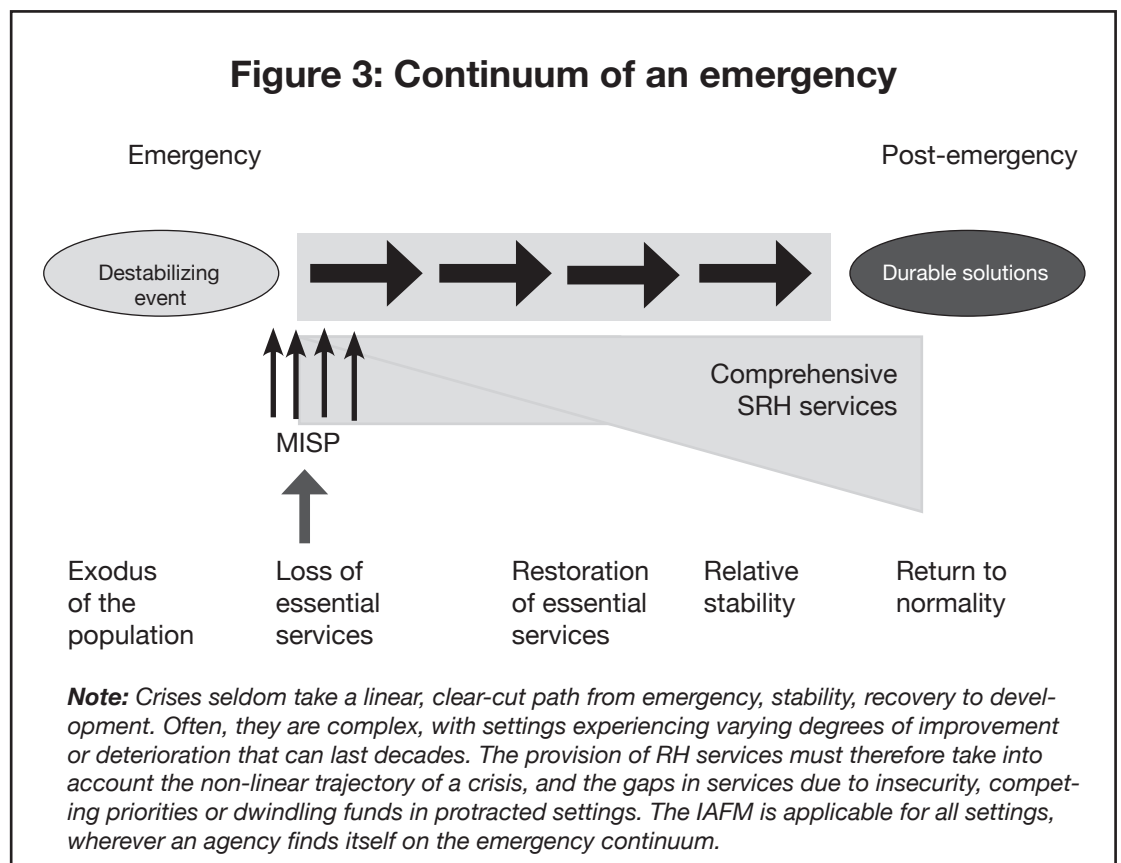 Figure 3: Continuum of an emergency
Emergency
Post-emergency
Destabilizing
event
Durable solutions
Comprehensive
SRH services
MISP
Exodus
of the
population
Loss of
essential
services
Restoration
of essential
services
Relative
stability
Return to
normality
Note: Crises seldom take a linear, clear-cut path from emergency, stability, recovery to devel-
opment. Often, they are complex, with settings experiencing varying degrees of improvement
or deterioration that can last decades. The provision of RH services must therefore take into
account the non-linear trajectory of a crisis, and the gaps in services due to insecurity, compet-
ing priorities or dwindling funds in protracted settings. The IAFM is applicable for all settings,
wherever an agency finds itself on the emergency continuum.